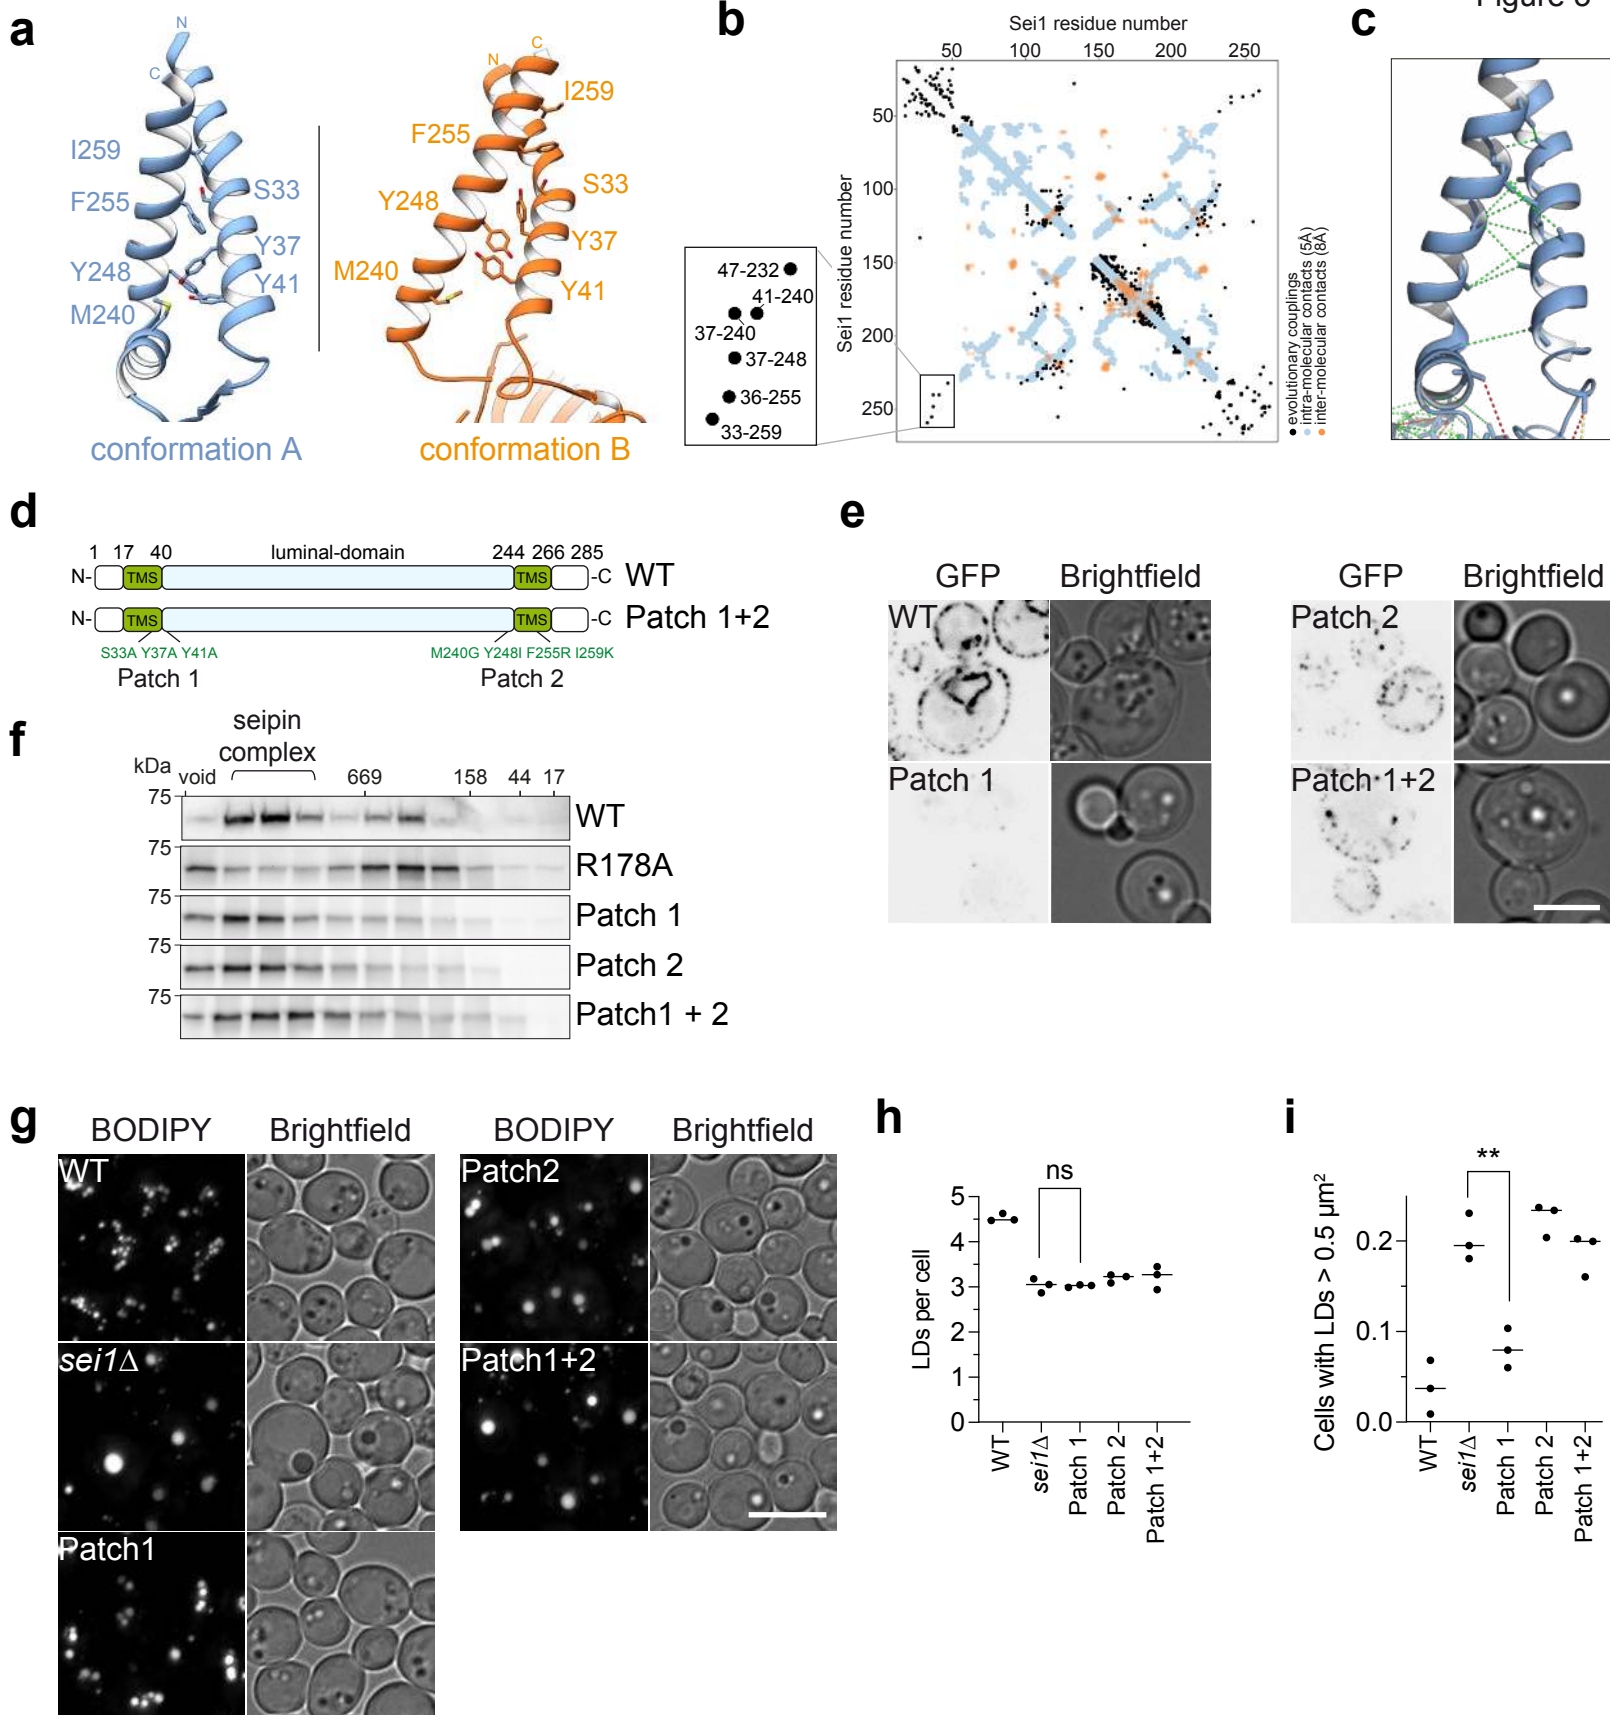 Figure 6
a
N
C
I259
F255
Y248
M240
S33
Y37
Y41
conformation A
N
C
I259
F255
S33
Y248
Y37
M240
Y41
conformation B
b
Sei1 residue number
50 100 150 200 250
Sei1 residue number
50
100
150
200
250
47-232
41-240
37-240
37-248
36-255
33-259
evolutionary couplings
intra-molecular contacts (5Å)
inter-molecular contacts (8Å)
c
d
1 17 40 luminal-domain 244 266 285
N- TMS TMS -C WT
N- TMS TMS -C Patch 1+2
S33A Y37A Y41A M240G Y248I F255R I259K
Patch 1 Patch 2
e
GFP Brightfield GFP Brightfield
WT Patch 2
Patch 1 Patch 1+2
f
seipin
complex
kDa void 669 158 44 17
75 WT
75 R178A
75 Patch 1
75 Patch 2
75 Patch1 + 2
g
BODIPY Brightfield BODIPY Brightfield
WT Patch2
sei1Δ Patch1+2
Patch1
h
ns
LDs per cell
5
4
3
2
1
0
WT
sei1Δ
Patch 1
Patch 2
Patch 1+2
i
**
Cells with LDs > 0.5 µm²
0.2
0.1
0.0
WT
sei1Δ
Patch 1
Patch 2
Patch 1+2